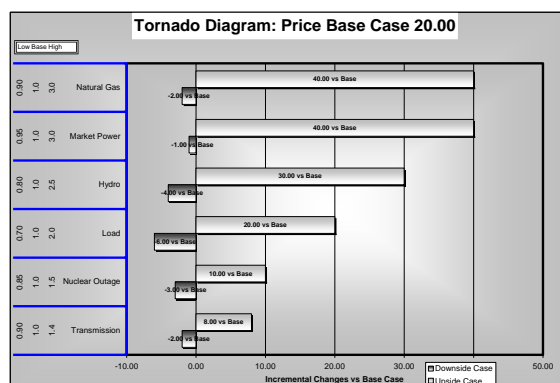 Tornado Diagram: Price Base Case 20.00
Low Base High
0.90 1.0 3.0 Natural Gas
40.00 vs Base
-2.00 vs Base
0.95 1.0 3.0 Market Power
40.00 vs Base
-1.00 vs Base
0.80 1.0 2.5 Hydro
30.00 vs Base
-4.00 vs Base
0.70 1.0 2.0 Load
20.00 vs Base
-6.00 vs Base
0.85 1.0 1.5 Nuclear Outage
10.00 vs Base
-3.00 vs Base
0.90 1.0 1.4 Transmission
8.00 vs Base
-2.00 vs Base
-10.00 0.00 10.00 20.00 30.00 40.00 50.00
Incremental Changes vs Base Case
Downside Case
Upside Case